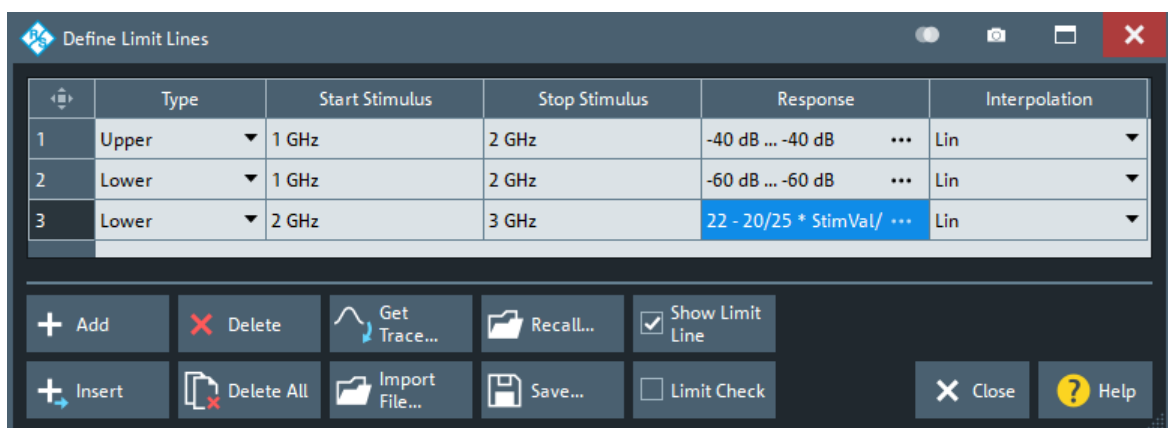 R/S Define Limit Lines
Type Start Stimulus Stop Stimulus Response Interpolation
1 Upper 1 GHz 2 GHz -40 dB ... -40 dB ••• Lin
2 Lower 1 GHz 2 GHz -60 dB ... -60 dB ••• Lin
3 Lower 2 GHz 3 GHz 22 - 20/25 * StimVal/ ••• Lin
Add Delete Get Trace... Recall... Show Limit Line
Insert Delete All Import File... Save... Limit Check Close ? Help